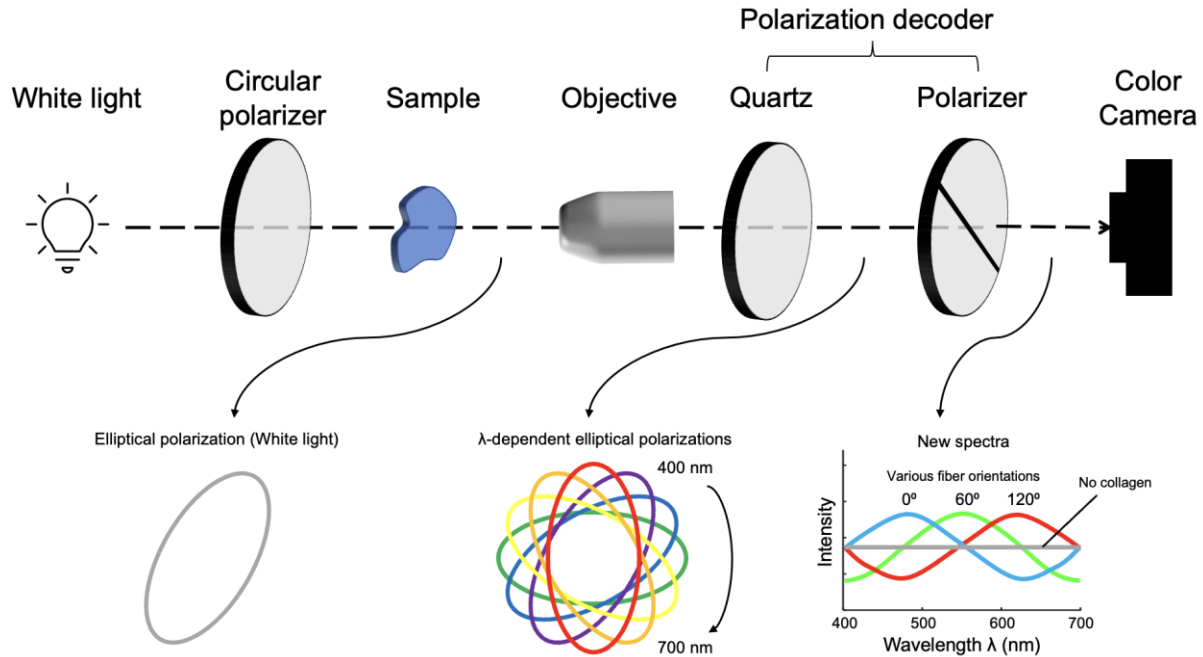 Polarization decoder
White light
Circular
polarizer
Sample
Objective
Quartz
Polarizer
Color
Camera
Elliptical polarization (White light)
λ-dependent elliptical polarizations
400 nm
700 nm
New spectra
Various fiber orientations
0º 60º 120º
No collagen
Intensity
400 500 600 700
Wavelength λ (nm)